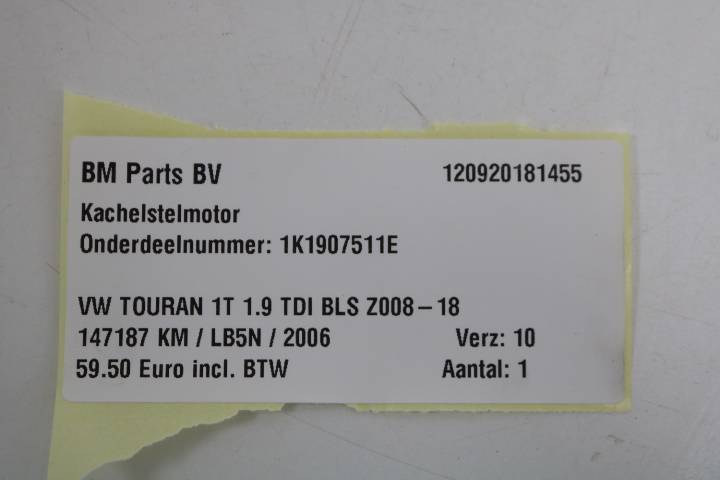 BM Parts BV 120920181455
Kachelstelmotor
Onderdeelnummer: 1K1907511E
VW TOURAN 1T 1.9 TDI BLS Z008-18
147187 KM / LB5N / 2006 Verz: 10
59.50 Euro incl. BTW Aantal: 1